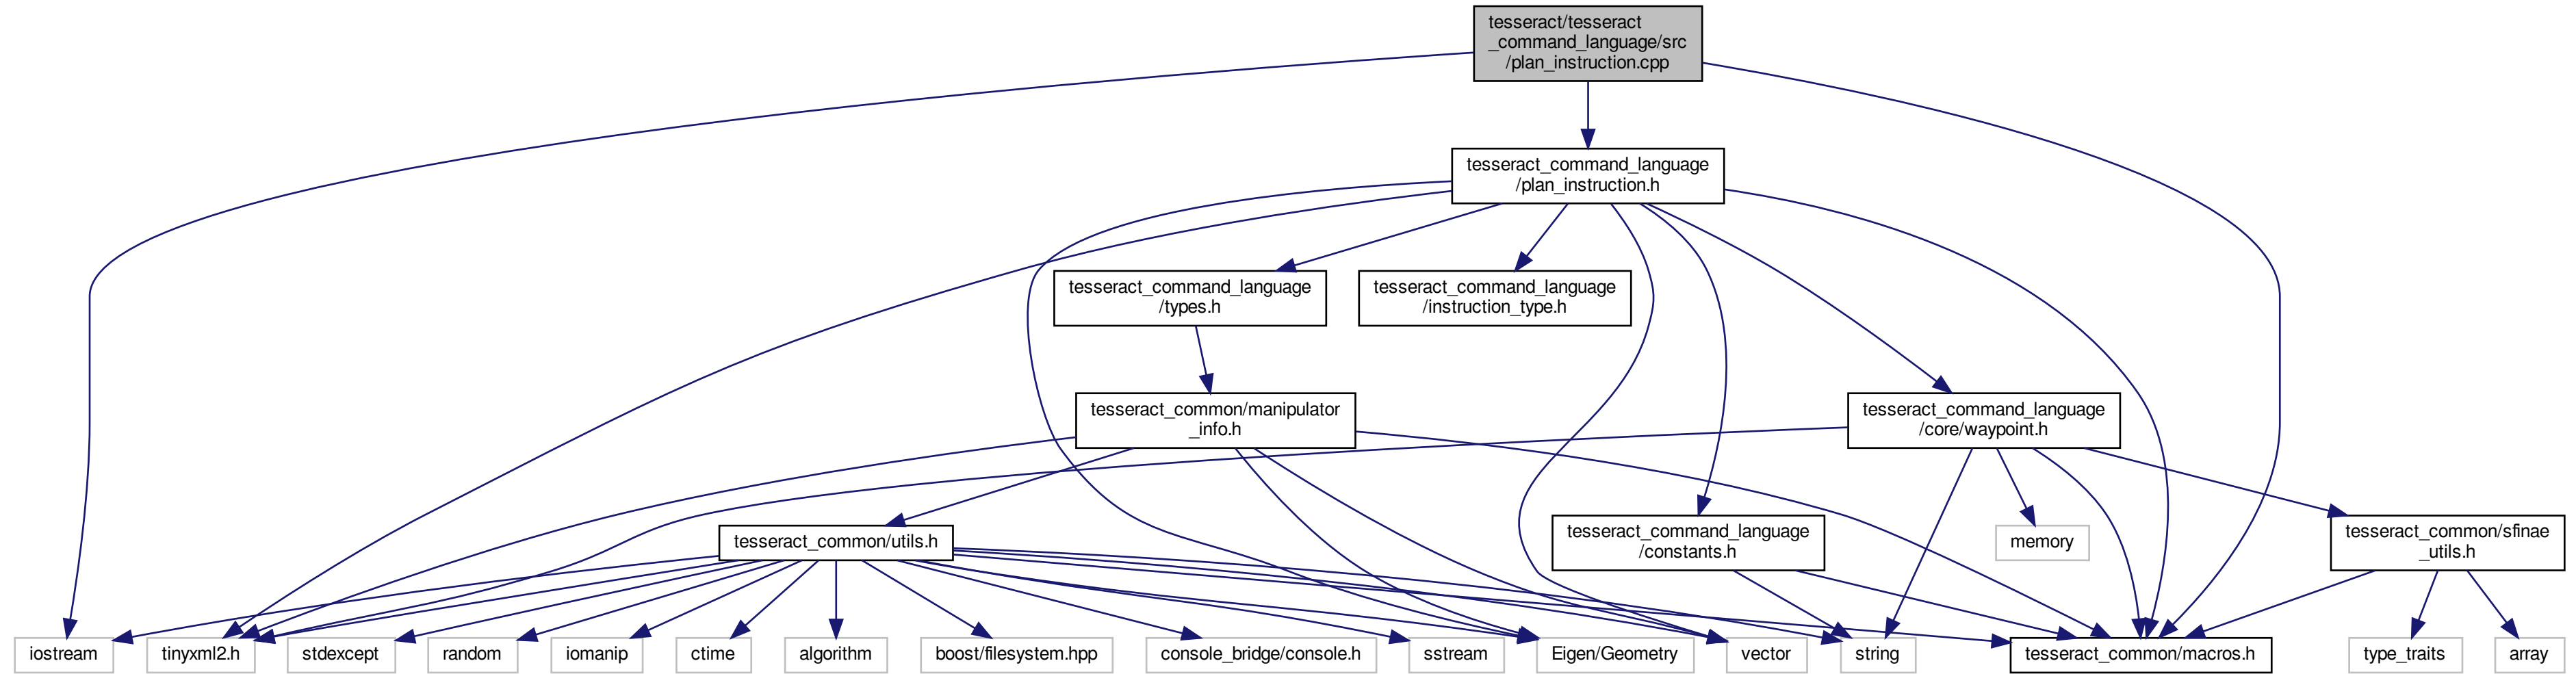 tesseract/tesseract
_command_language/src
/plan_instruction.cpp
tesseract_command_language
/plan_instruction.h
tesseract_command_language
/types.h
tesseract_command_language
/instruction_type.h
tesseract_common/manipulator
_info.h
tesseract_command_language
/core/waypoint.h
tesseract_common/utils.h
tesseract_command_language
/constants.h
memory
tesseract_common/sfinae
_utils.h
iostream
tinyxml2.h
stdexcept
random
iomanip
ctime
algorithm
boost/filesystem.hpp
console_bridge/console.h
sstream
Eigen/Geometry
vector
string
tesseract_common/macros.h
type_traits
array